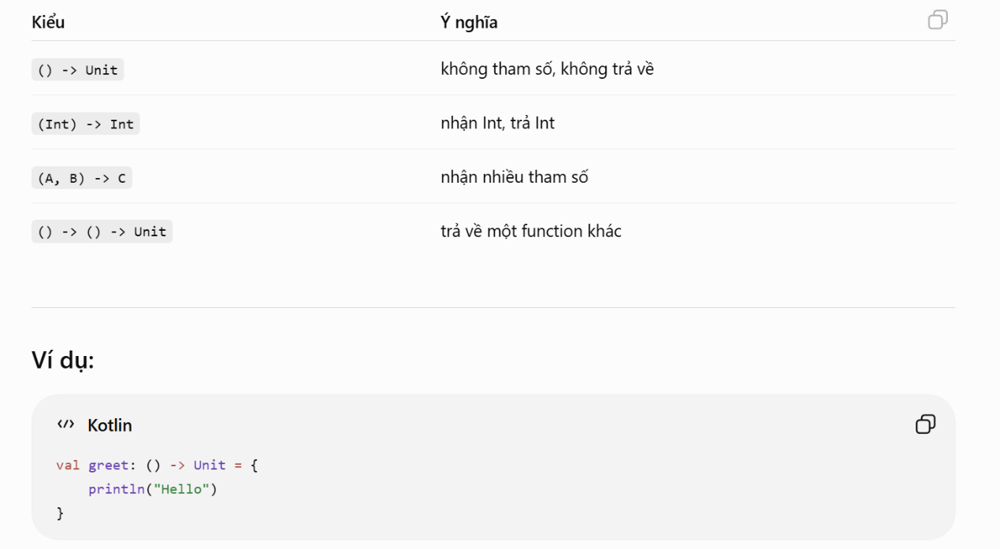 Kiểu Ý nghĩa
() -> Unit không tham số, không trả về
(Int) -> Int nhận Int, trả Int
(A, B) -> C nhận nhiều tham số
() -> () -> Unit trả về một function khác
Ví dụ:
</> Kotlin
val greet: () -> Unit = {
    println("Hello")
}